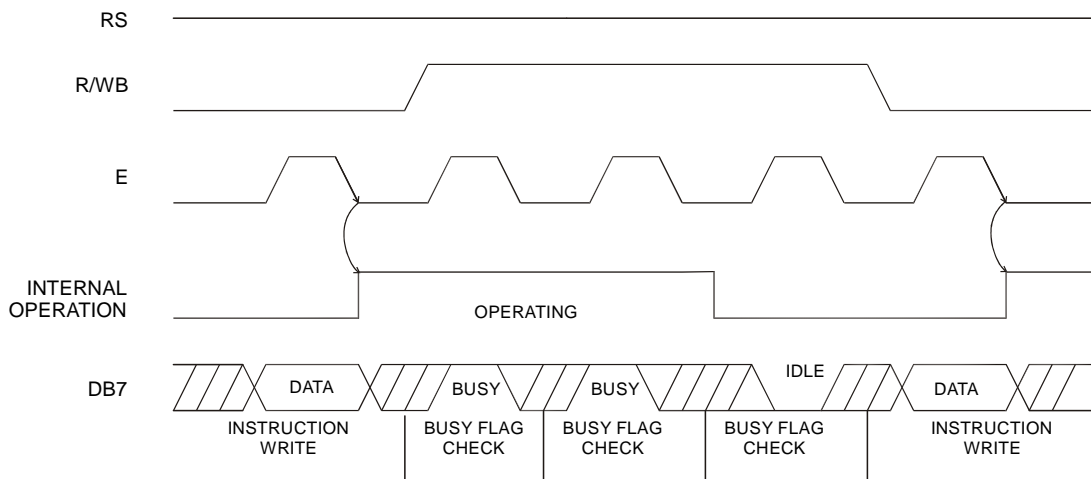 RS
R/WB
E
INTERNAL
OPERATION
OPERATING
DB7
DATA
BUSY
BUSY
IDLE
DATA
INSTRUCTION
WRITE
BUSY FLAG
CHECK
BUSY FLAG
CHECK
BUSY FLAG
CHECK
INSTRUCTION
WRITE